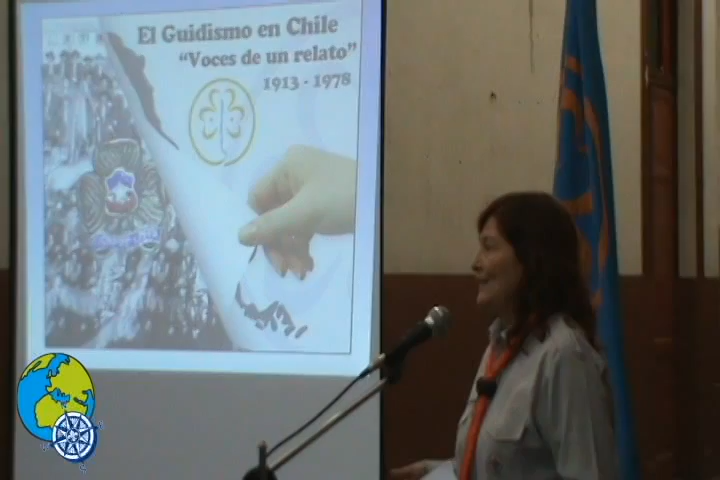 El Guidismo en Chile
"Voces de un relato"
1913 - 1978